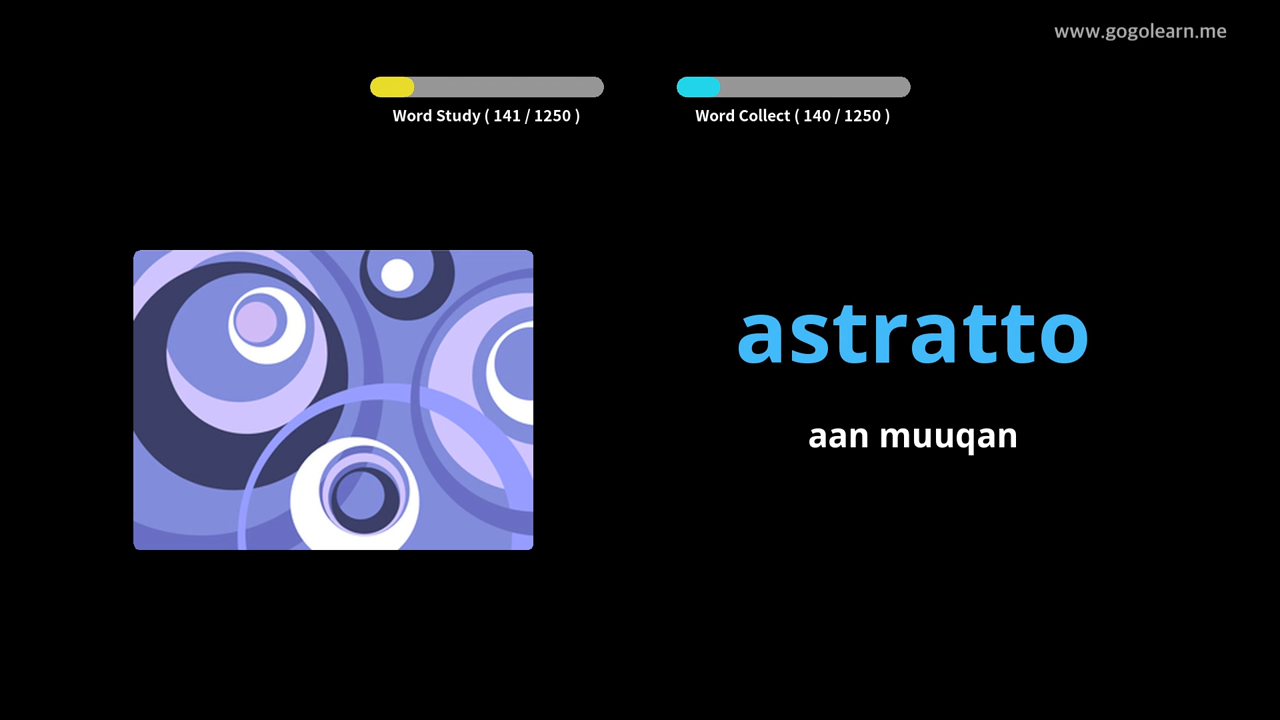 www.gogolearn.me
Word Study ( 141 / 1250 )
Word Collect ( 140 / 1250 )
astratto
aan muuqan